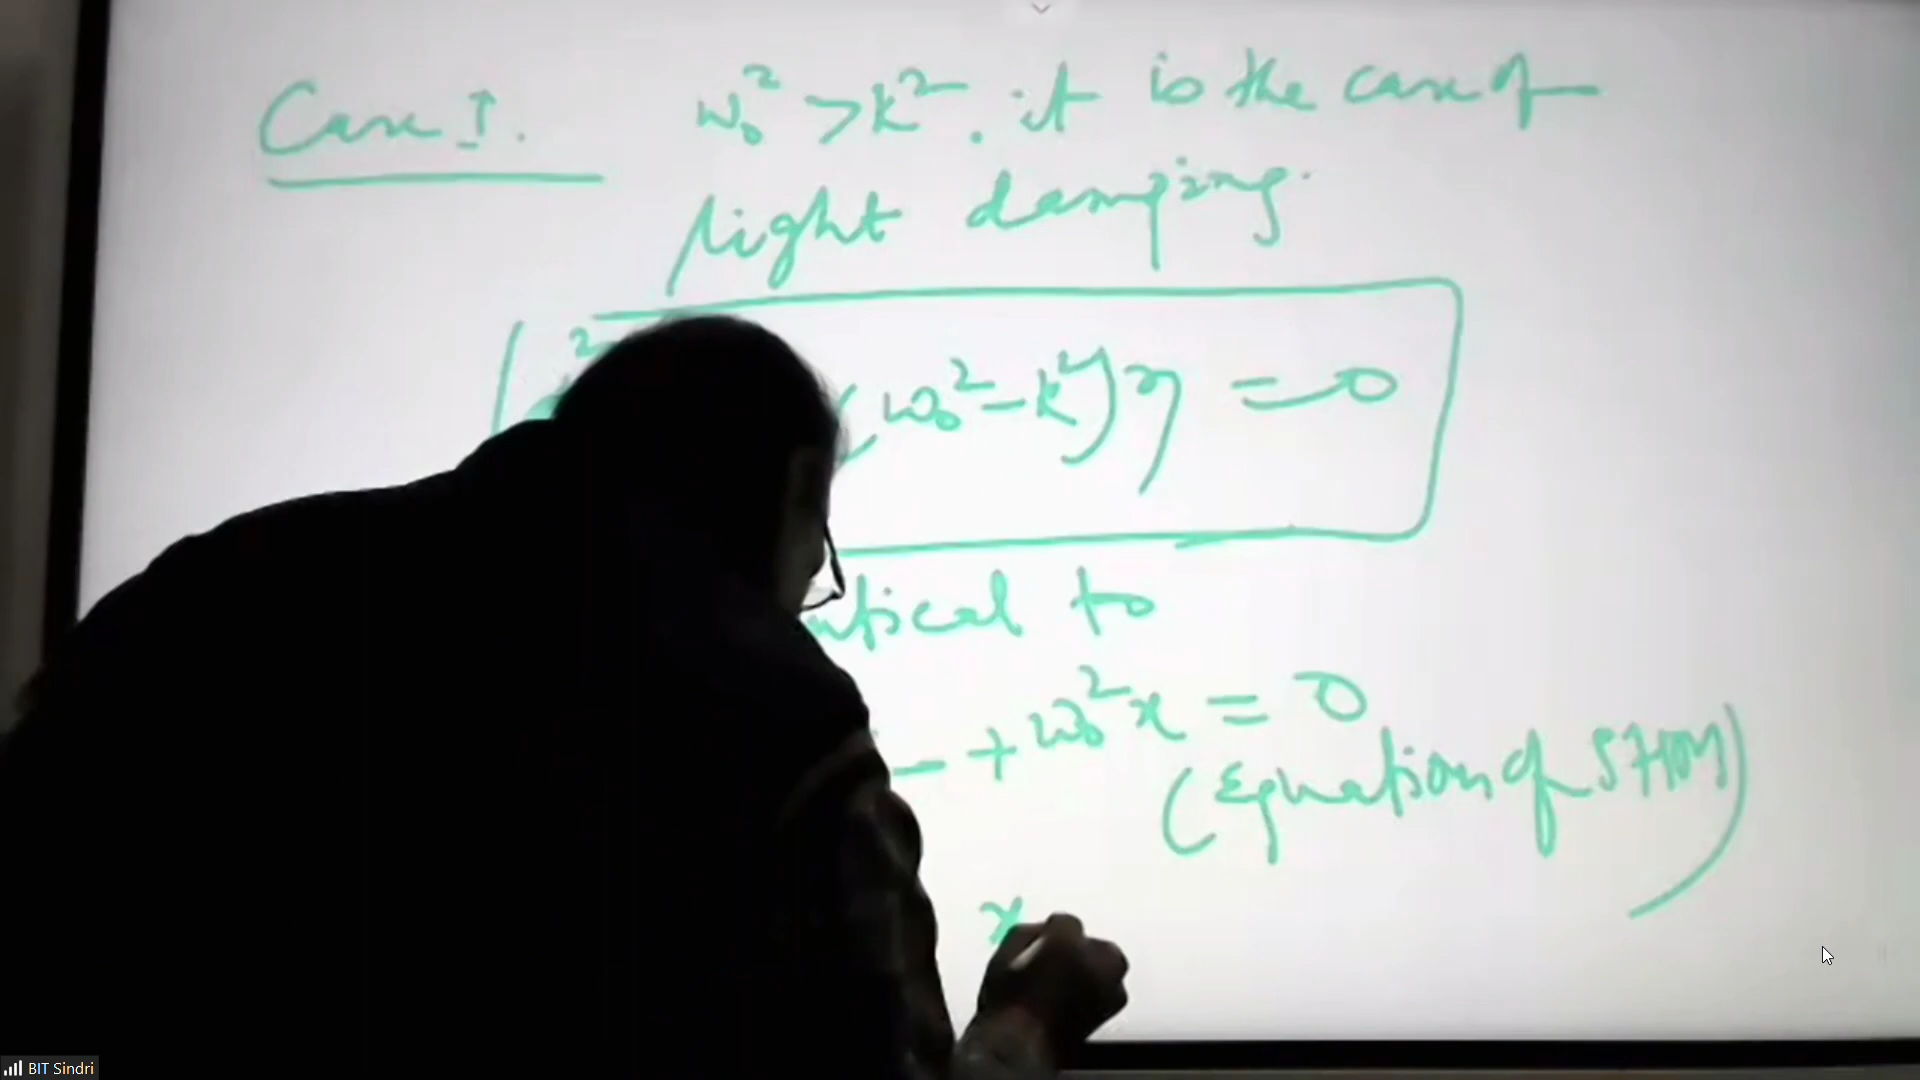 Case I. ω₀² > k². it is the case of
light damping.
(ω₀² - k²)η = 0
ntical to
+ ω₀²x = 0
(Equation of SHM)
x
BIT Sindri